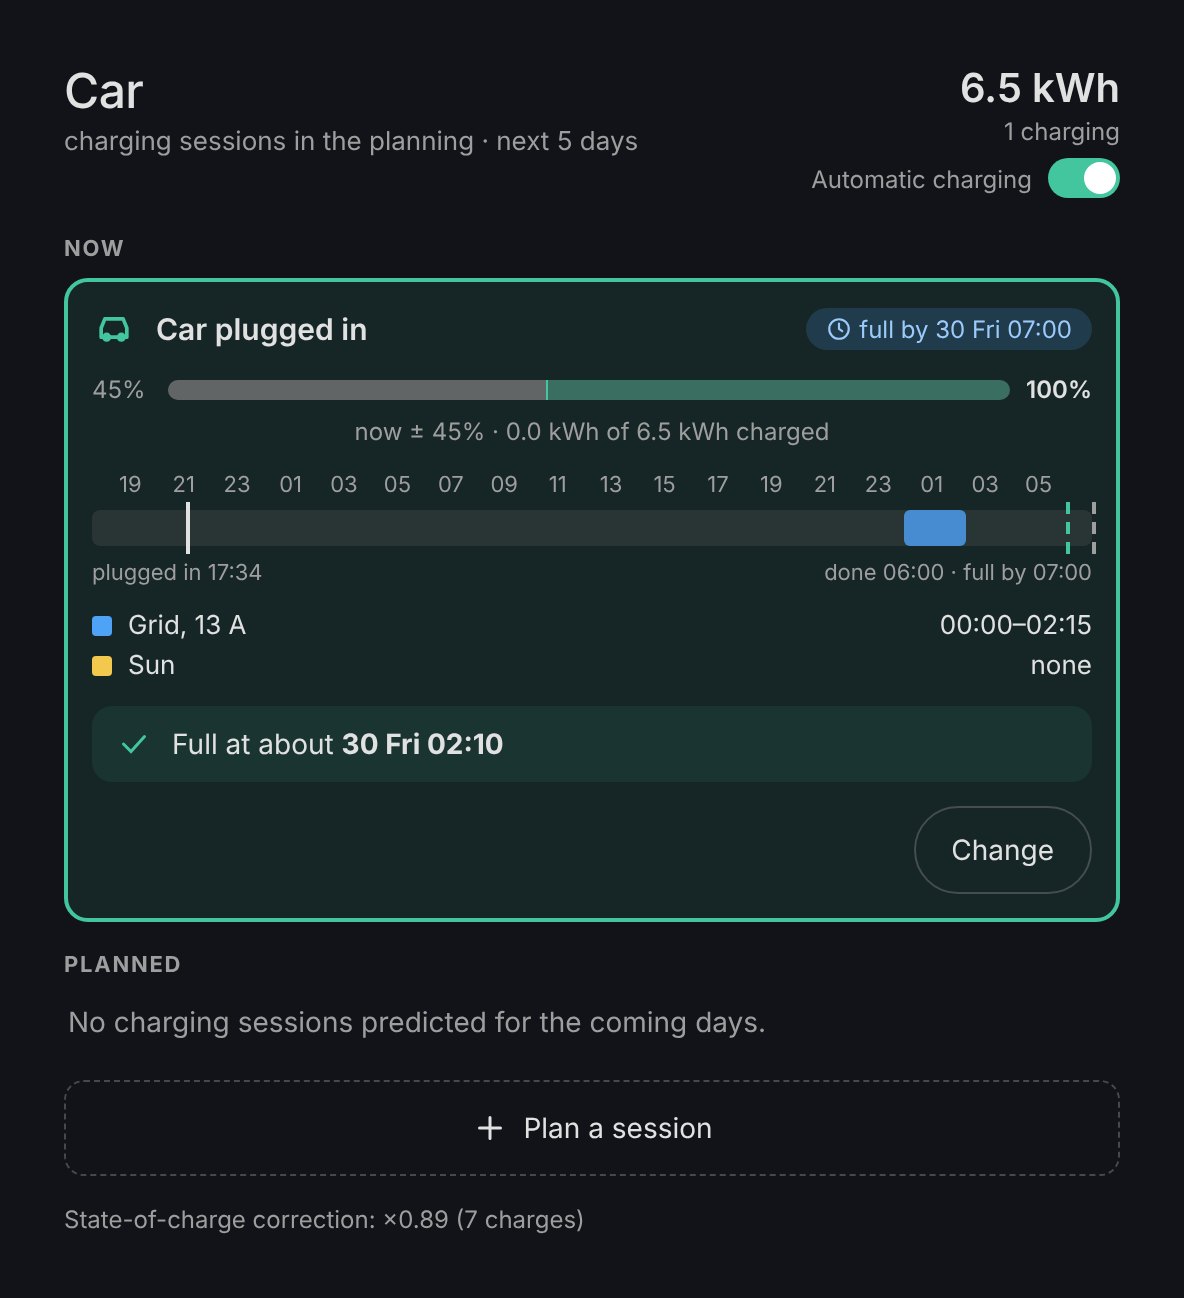 Car
6.5 kWh
charging sessions in the planning · next 5 days
1 charging
Automatic charging
NOW
Car plugged in
full by 30 Fri 07:00
45%
100%
now ± 45% · 0.0 kWh of 6.5 kWh charged
19 21 23 01 03 05 07 09 11 13 15 17 19 21 23 01 03 05
plugged in 17:34
done 06:00 · full by 07:00
Grid, 13 A
00:00–02:15
Sun
none
Full at about 30 Fri 02:10
Change
PLANNED
No charging sessions predicted for the coming days.
Plan a session
State-of-charge correction: ×0.89 (7 charges)